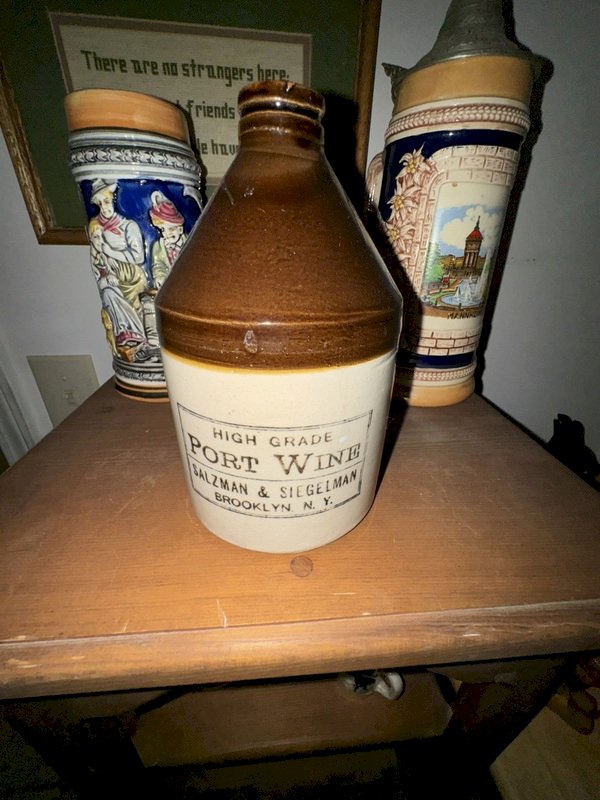 There are no strangers here;
friends
HIGH GRADE
PORT WINE
SALZMAN & SIEGELMAN
BROOKLYN N. Y.